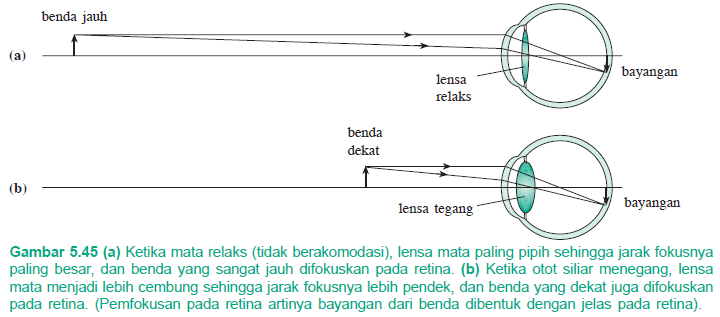 benda jauh
(a)
lensa
relaks
bayangan
benda
dekat
(b)
lensa tegang
bayangan
Gambar 5.45 (a) Ketika mata relaks (tidak berakomodasi), lensa mata paling pipih sehingga jarak fokusnya
paling besar, dan benda yang sangat jauh difokuskan pada retina. (b) Ketika otot siliar menegang, lensa
mata menjadi lebih cembung sehingga jarak fokusnya lebih pendek, dan benda yang dekat juga difokuskan
pada retina. (Pemfokusan pada retina artinya bayangan dari benda dibentuk dengan jelas pada retina).